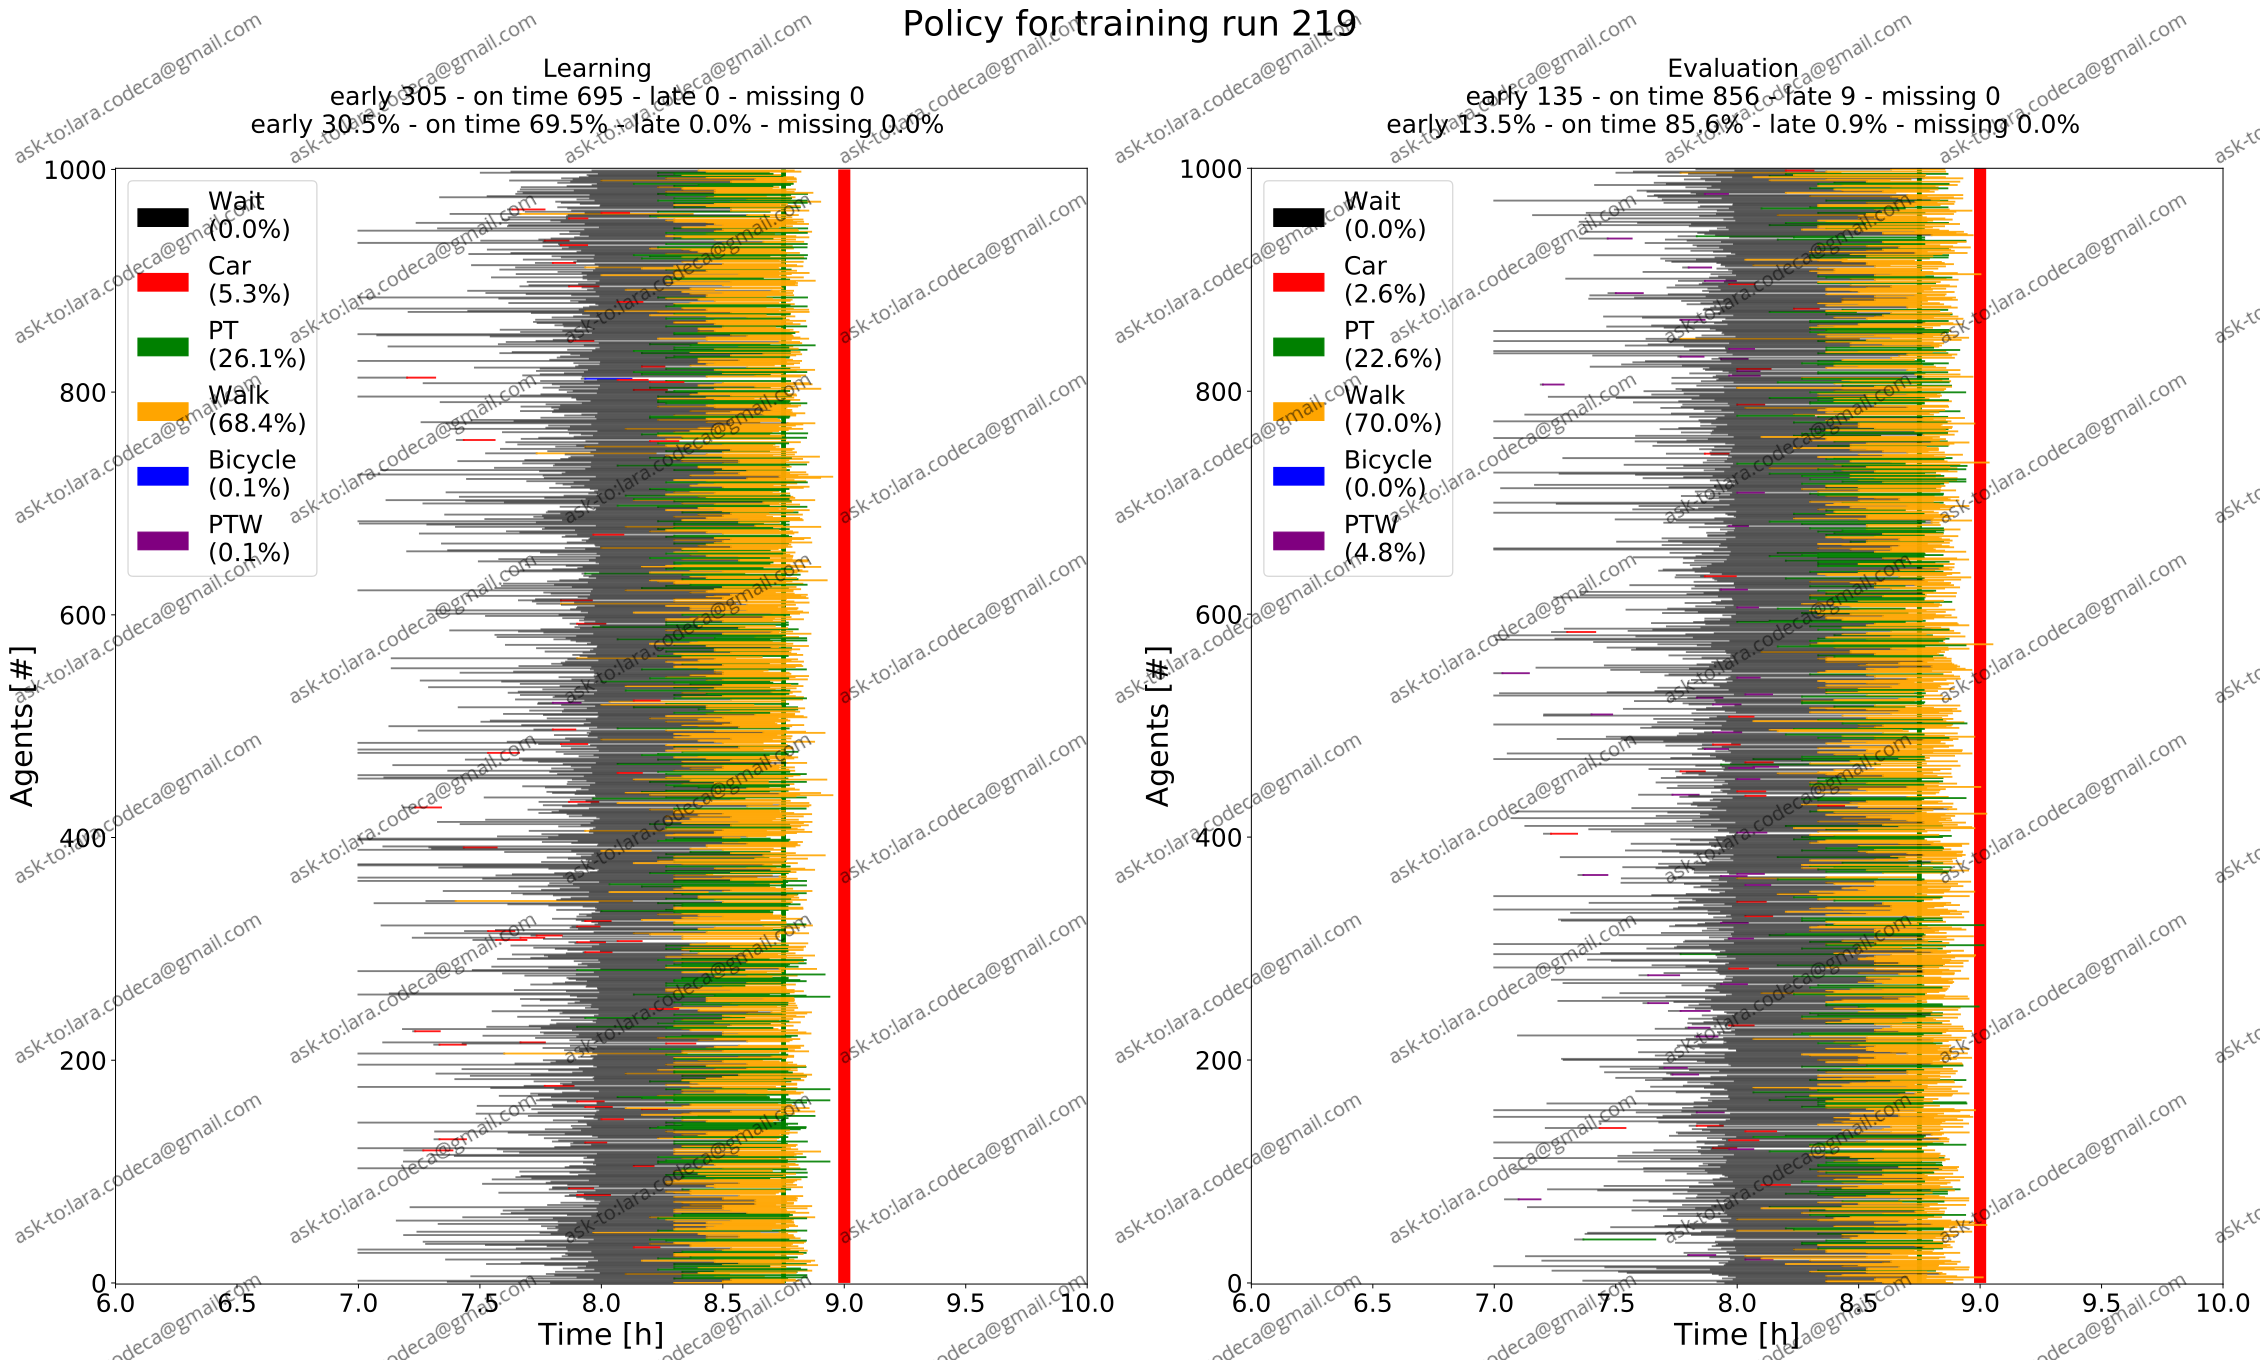 Policy for training run 219
Learning
early 305 - on time 695 - late 0 - missing 0
early 30.5% - on time 69.5% - late 0.0% - missing 0.0%
Wait
(0.0%)
Car
(5.3%)
PT
(26.1%)
Walk
(68.4%)
Bicycle
(0.1%)
PTW
(0.1%)
1000
800
600
400
200
0
Agents [#]
6.0 6.5 7.0 7.5 8.0 8.5 9.0 9.5 10.0
Time [h]
Evaluation
early 135 - on time 856 - late 9 - missing 0
early 13.5% - on time 85.6% - late 0.9% - missing 0.0%
Wait
(0.0%)
Car
(2.6%)
PT
(22.6%)
Walk
(70.0%)
Bicycle
(0.0%)
PTW
(4.8%)
1000
800
600
400
200
0
Agents [#]
6.0 6.5 7.0 7.5 8.0 8.5 9.0 9.5 10.0
Time [h]
ask-to:lara.codeca@gmail.com